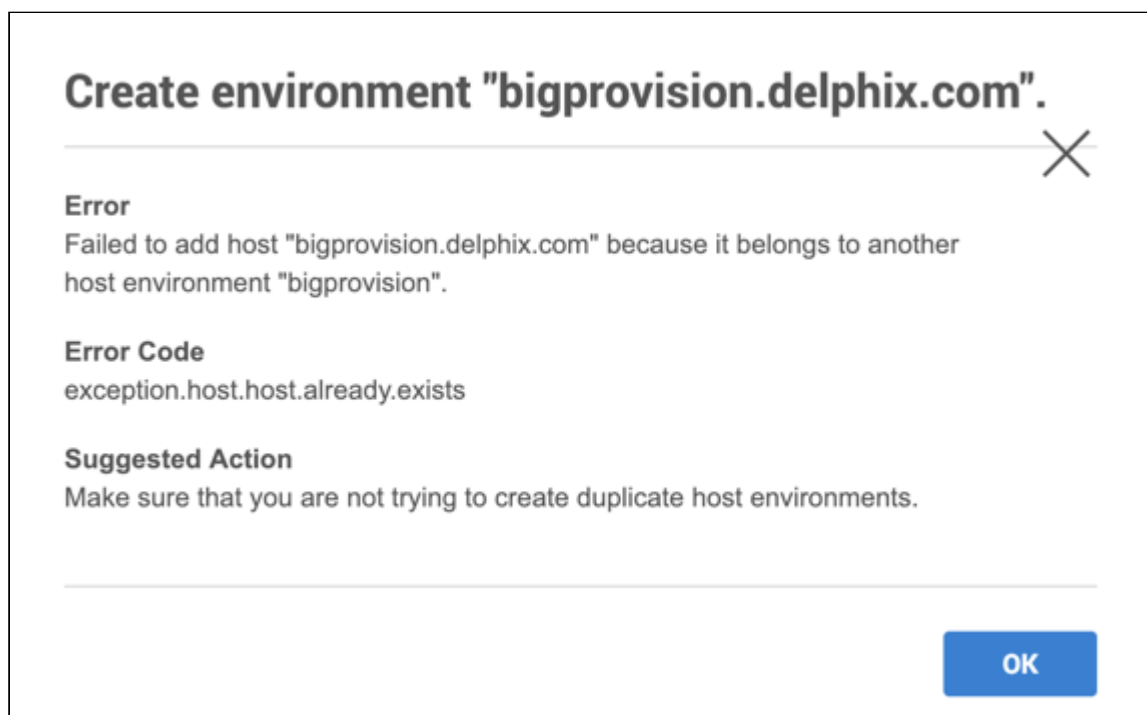 Create environment "bigprovision.delphix.com".
Error
Failed to add host "bigprovision.delphix.com" because it belongs to another
host environment "bigprovision".
Error Code
exception.host.host.already.exists
Suggested Action
Make sure that you are not trying to create duplicate host environments.
OK